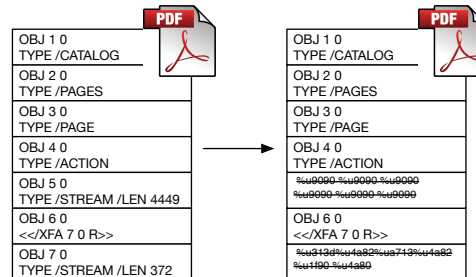 PDF
OBJ 1 0
TYPE /CATALOG
OBJ 2 0
TYPE /PAGES
OBJ 3 0
TYPE /PAGE
OBJ 4 0
TYPE /ACTION
OBJ 5 0
TYPE /STREAM /LEN 4449
OBJ 6 0
<</XFA 7 0 R>>
OBJ 7 0
TYPE /STREAM /LEN 372
PDF
OBJ 1 0
TYPE /CATALOG
OBJ 2 0
TYPE /PAGES
OBJ 3 0
TYPE /PAGE
OBJ 4 0
TYPE /ACTION
%u9090 %u9090 %u9090
%u9090 %u9090 %u9090
OBJ 6 0
<</XFA 7 0 R>>
%u313d%u4a82%ua713%u4a82
%u1f90 %u4a80